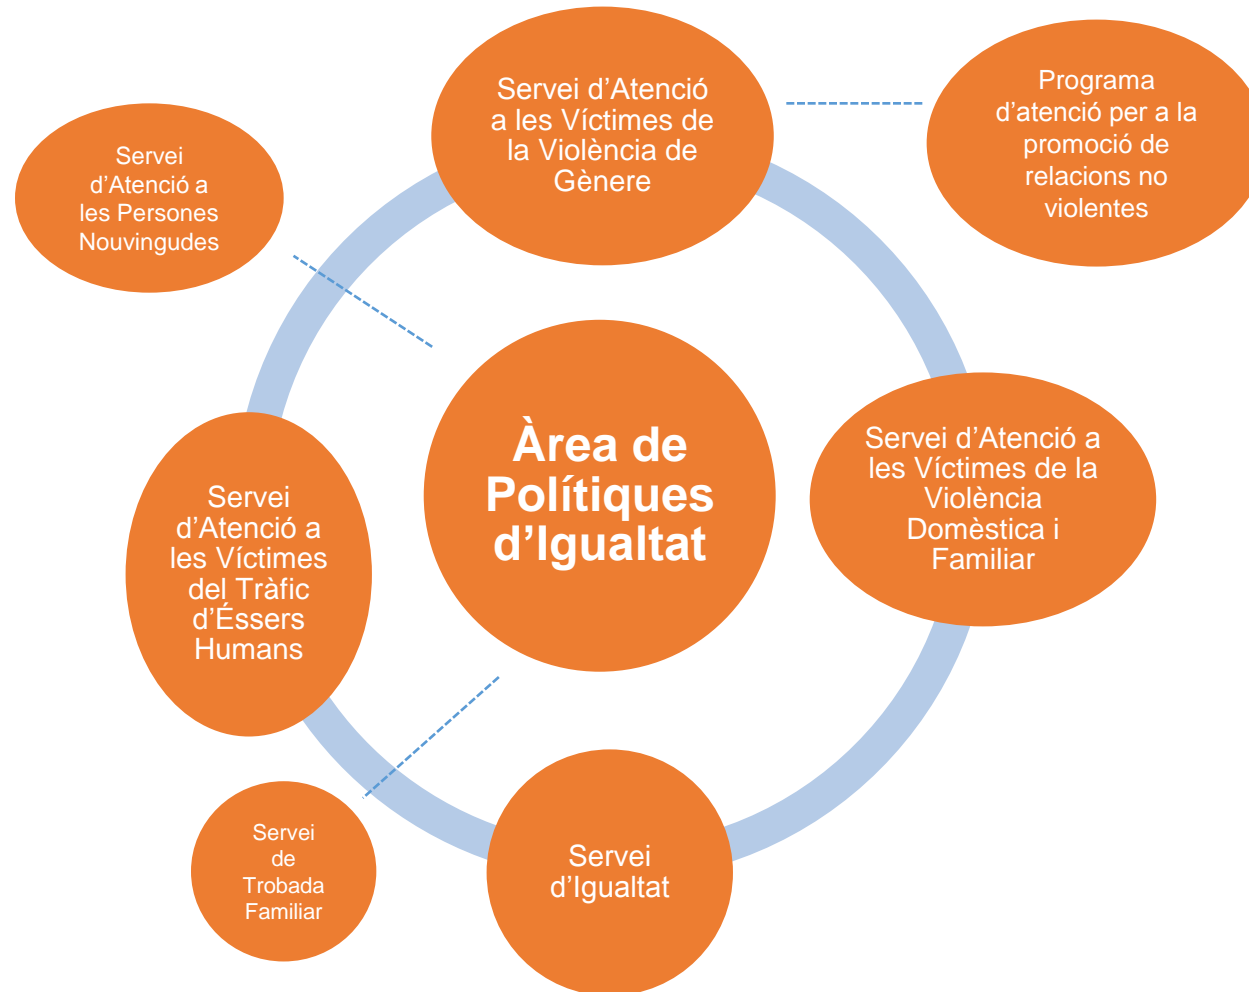 Servei d’Atenció
a les Víctimes de
la Violència de
Gènere
Programa
d’atenció per a la
promoció de
relacions no
violentes
Servei
d’Atenció a
les Persones
Nouvingudes
Àrea de
Polítiques
d’Igualtat
Servei d’Atenció a
les Víctimes de la
Violència
Domèstica i
Familiar
Servei
d’Atenció a
les Víctimes
del Tràfic
d’Éssers
Humans
Servei
de
Trobada
Familiar
Servei
d’Igualtat